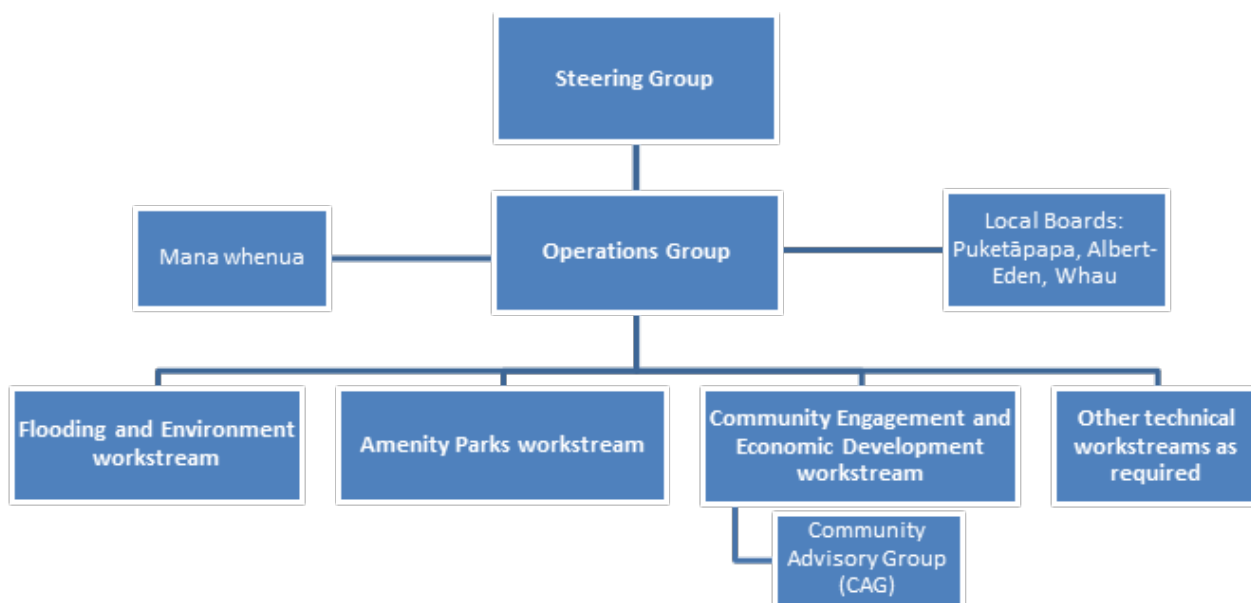 Steering Group
Mana whenua
Operations Group
Local Boards:
Puketāpapa, Albert-
Eden, Whau
Flooding and Environment
workstream
Amenity Parks workstream
Community Engagement and
Economic Development
workstream
Other technical
workstreams as
required
Community
Advisory Group
(CAG)